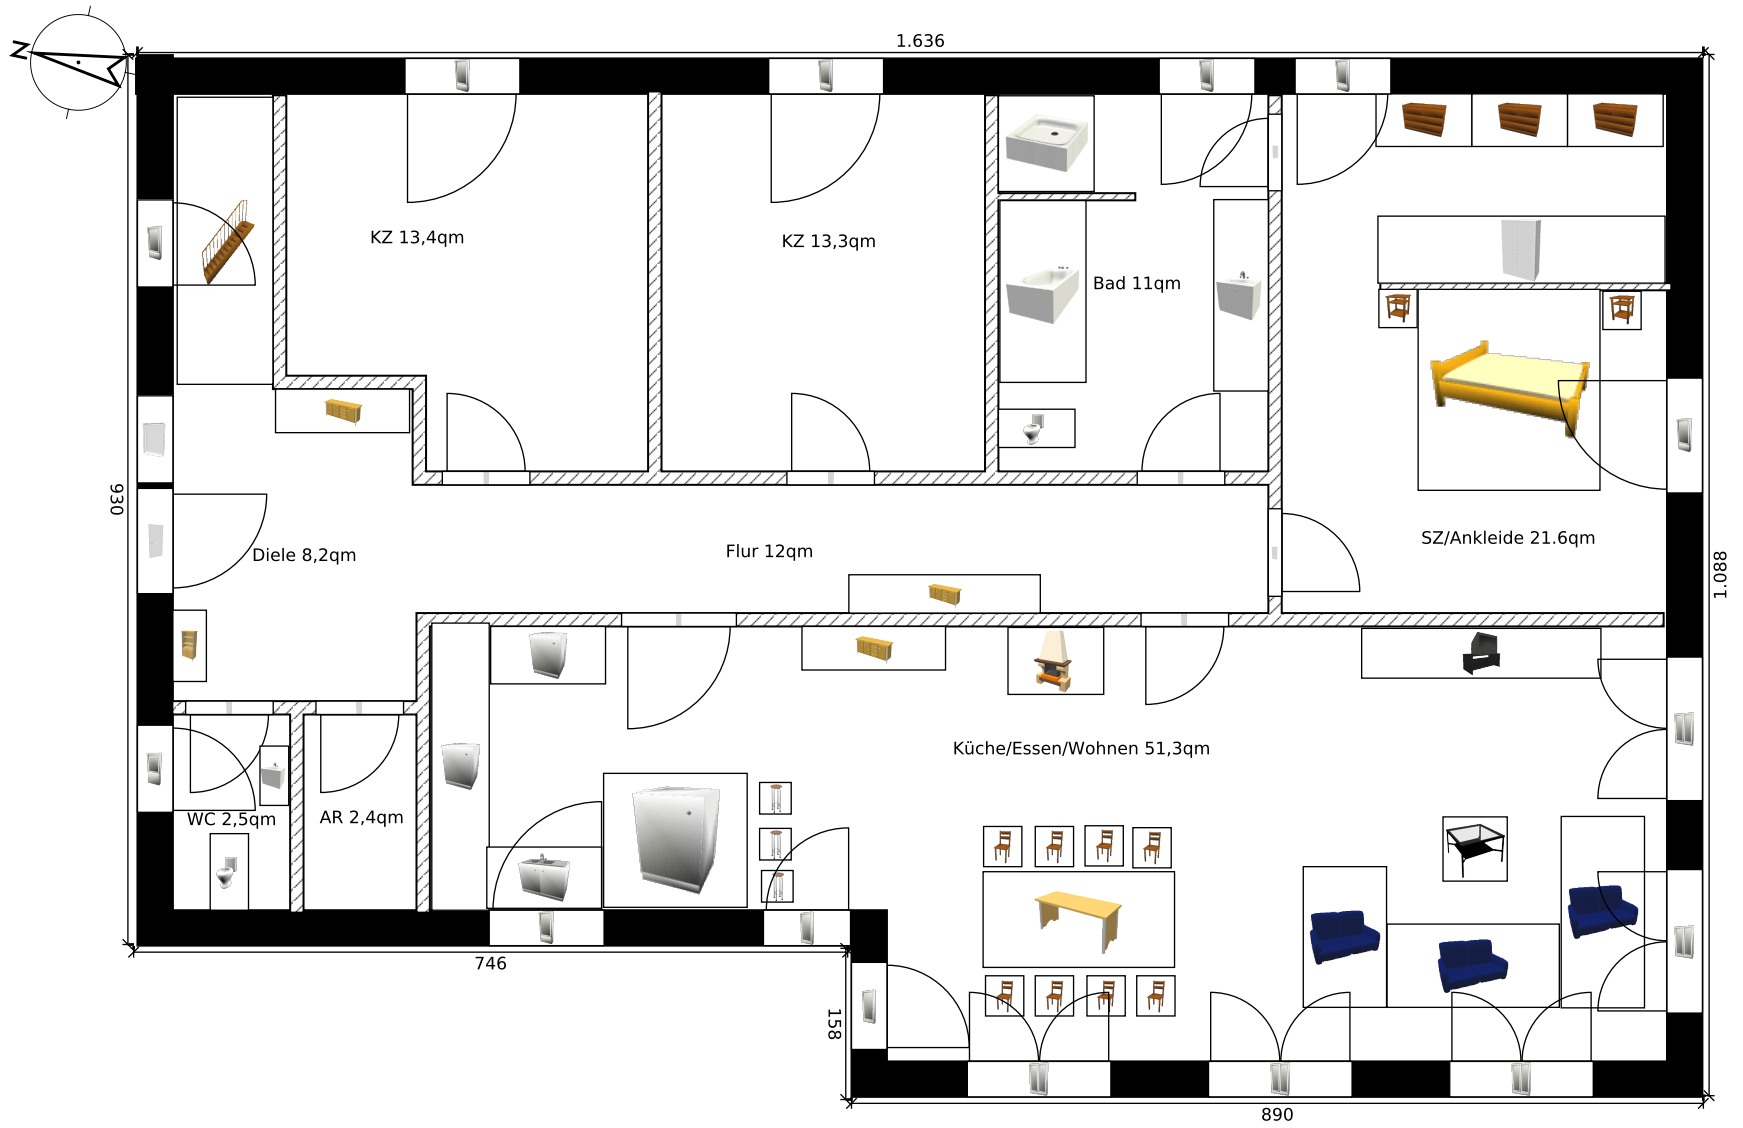 1.636
N
KZ 13,4qm
KZ 13,3qm
Bad 11qm
930
Diele 8,2qm
Flur 12qm
SZ/Ankleide 21.6qm
1.088
Küche/Essen/Wohnen 51,3qm
WC 2,5qm
AR 2,4qm
746
158
890